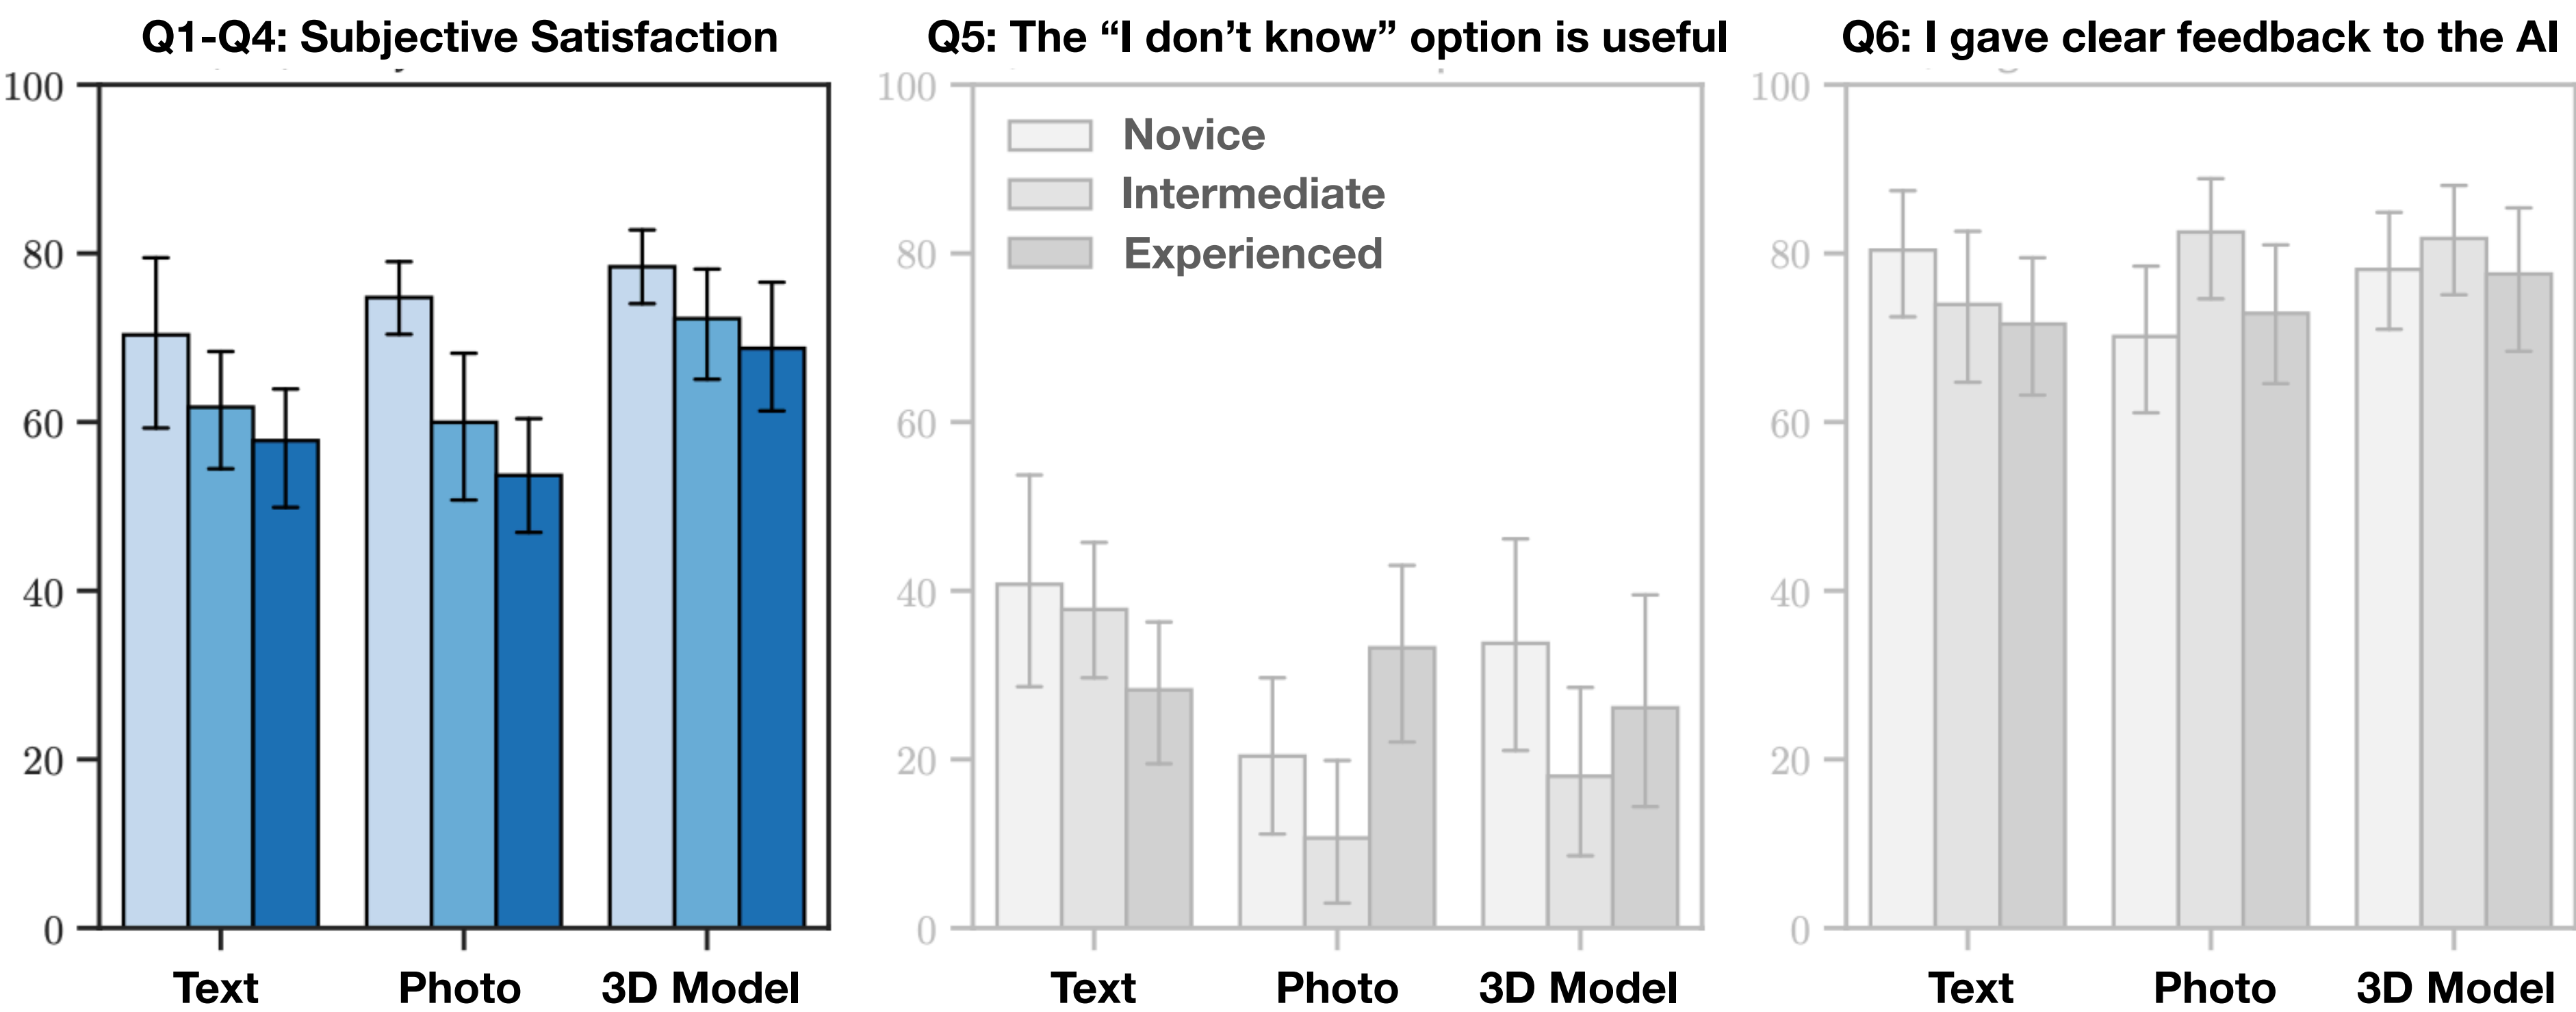 Q1-Q4: Subjective Satisfaction
100
80
60
40
20
0
Text Photo 3D Model
Q5: The “I don’t know” option is useful
100
80
60
40
20
0
Novice
Intermediate
Experienced
Text Photo 3D Model
Q6: I gave clear feedback to the AI
100
80
60
40
20
0
Text Photo 3D Model